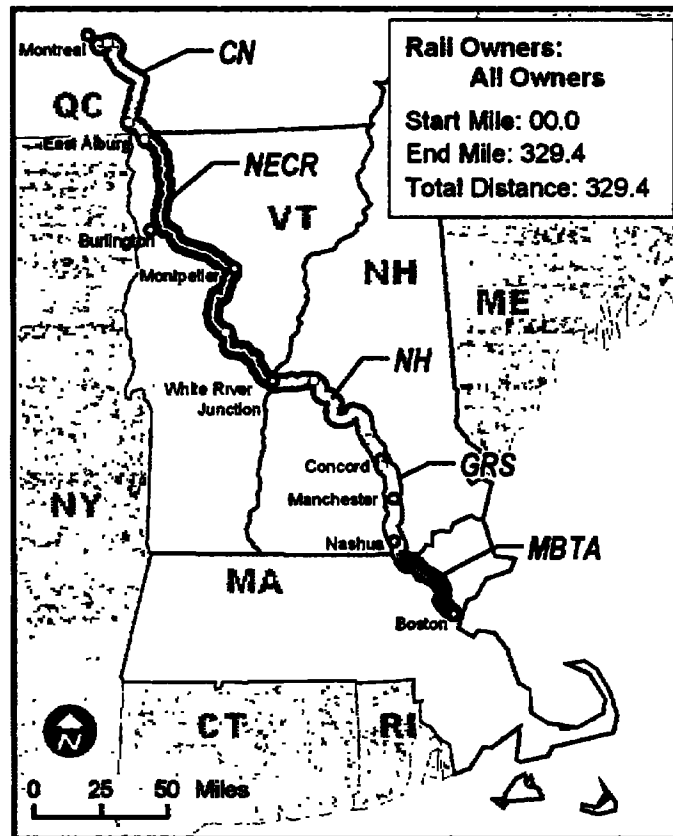 Montreal
CN
Rail Owners:
All Owners
Start Mile: 00.0
End Mile: 329.4
Total Distance: 329.4
QC
East Alburg
NECR
VT
Burlington
Montpelier
NH
ME
White River
Junction
NH
Concord
GRS
Manchester
NY
Nashua
MBTA
MA
Boston
N
CT
RI
0 25 50 Miles